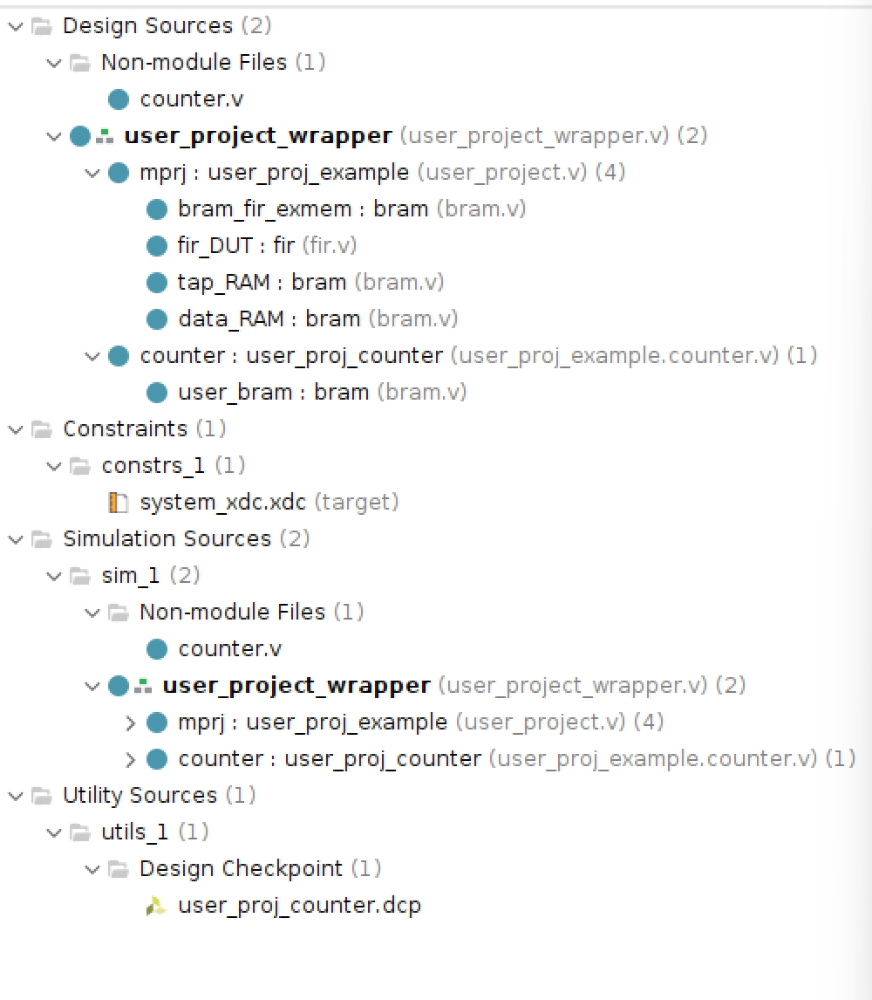 Design Sources (2)
Non-module Files (1)
counter.v
user_project_wrapper (user_project_wrapper.v) (2)
mprj : user_proj_example (user_project.v) (4)
bram_fir_exmem : bram (bram.v)
fir_DUT : fir (fir.v)
tap_RAM : bram (bram.v)
data_RAM : bram (bram.v)
counter : user_proj_counter (user_proj_example.counter.v) (1)
user_bram : bram (bram.v)
Constraints (1)
constrs_1 (1)
system_xdc.xdc (target)
Simulation Sources (2)
sim_1 (2)
Non-module Files (1)
counter.v
user_project_wrapper (user_project_wrapper.v) (2)
mprj : user_proj_example (user_project.v) (4)
counter : user_proj_counter (user_proj_example.counter.v) (1)
Utility Sources (1)
utils_1 (1)
Design Checkpoint (1)
user_proj_counter.dcp